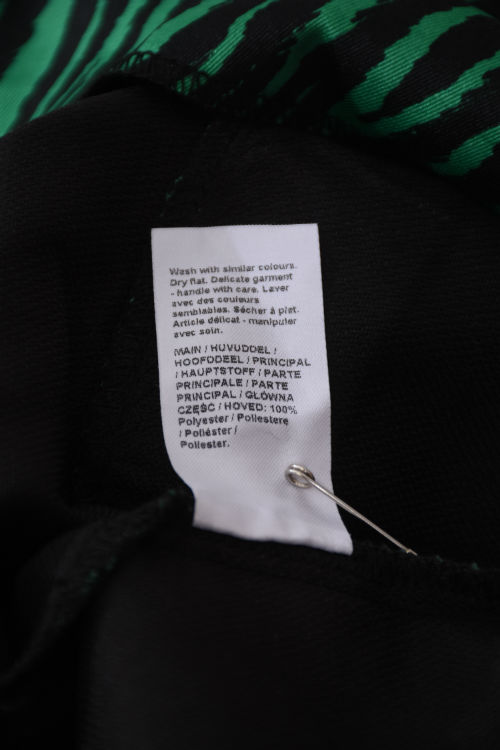 Wash with similar colours.
Dry flat. Delicate garment
- handle with care. Laver
avec des couleurs
semblables. Sécher à plat.
Article délicat - manipuler
avec soin.
MAIN / HUVUDDEL /
HOOFDDEEL / PRINCIPAL
/ HAUPTSTOFF / PARTE
PRINCIPALE / PARTE
PRINCIPAL / GŁÓWNA
CZĘŚĆ / HOVED: 100%
Polyester / Poliestere
/ Poliéster /
Poliester.